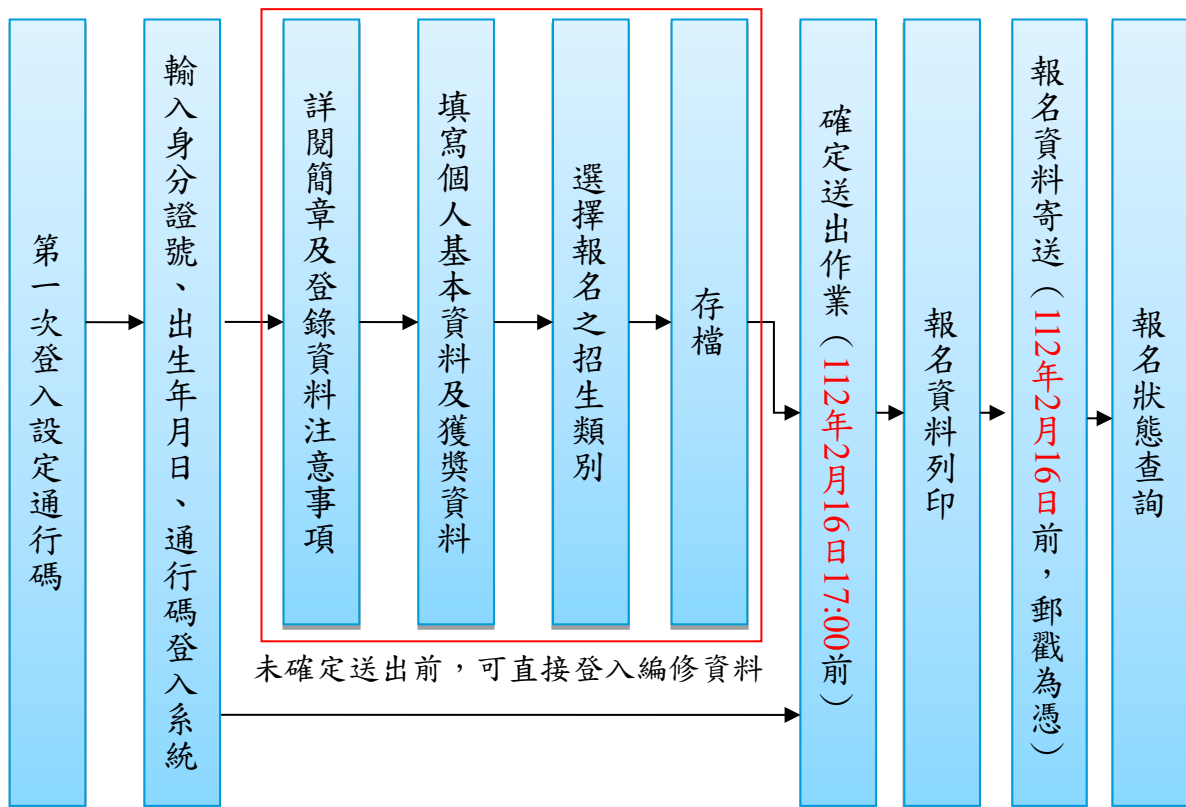 第一次登入設定通行碼
輸入身分證號、出生年月日、通行碼登入系統
詳閱簡章及登錄資料注意事項
填寫個人基本資料及獲獎資料
選擇報名之招生類別
存檔
未確定送出前，可直接登入編修資料
確定送出作業（112年2月16日17:00前）
報名資料列印
報名資料寄送（112年2月16日前，郵戳為憑）
報名狀態查詢